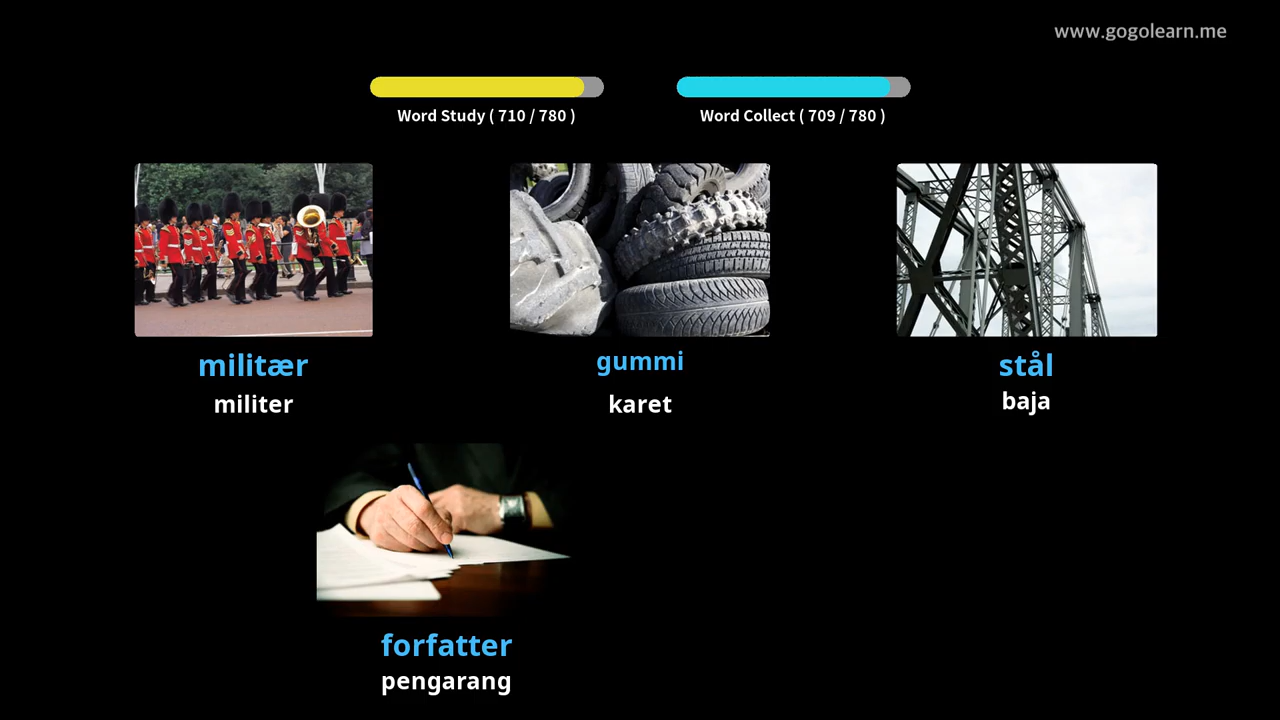 www.gogolearn.me
Word Study ( 710 / 780 )
Word Collect ( 709 / 780 )
militær
militer
gummi
karet
stål
baja
forfatter
pengarang